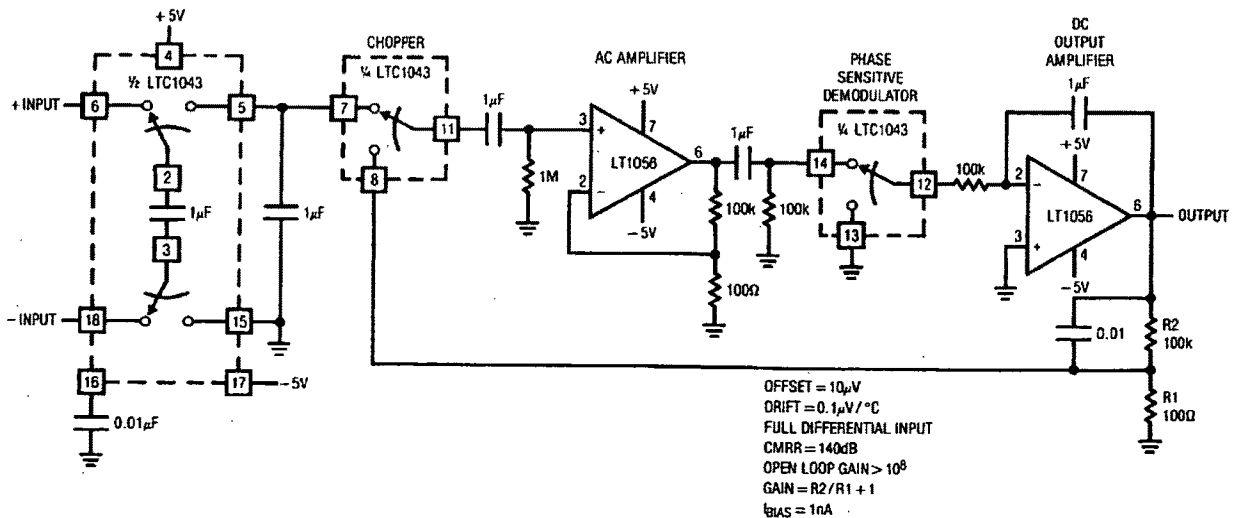 +5V
4
½ LTC1043
+ INPUT
6
5
2
1µF
3
1µF
− INPUT
18
15
16
17
−5V
0.01µF
CHOPPER
¼ LTC1043
7
11
8
1µF
1M
AC AMPLIFIER
+5V
3
+
7
LT1056
6
2
−
4
−5V
100k
100Ω
1µF
100k
PHASE
SENSITIVE
DEMODULATOR
¼ LTC1043
14
12
13
100k
DC
OUTPUT
AMPLIFIER
1µF
+5V
2
−
7
LT1056
6
OUTPUT
3
+
4
−5V
0.01
R2
100k
R1
100Ω
OFFSET = 10µV
DRIFT = 0.1µV/°C
FULL DIFFERENTIAL INPUT
CMRR = 140dB
OPEN LOOP GAIN > 10⁸
GAIN = R2/R1 + 1
IBIAS = 1nA